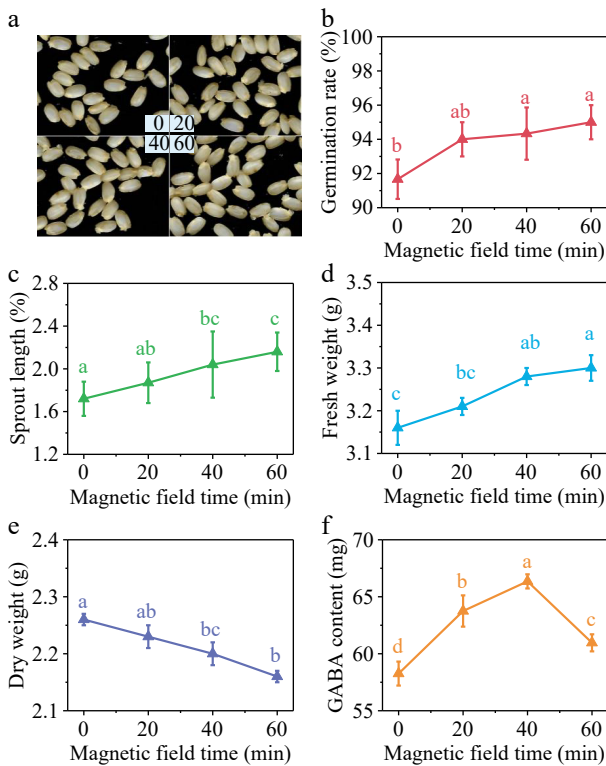 a
0 20
40 60
b
Germination rate (%)
100
98
96
94
92
90
b
ab
a
a
0 20 40 60
Magnetic field time (min)
c
Sprout length (%)
2.8
2.4
2.0
1.6
1.2
a
ab
bc
c
0 20 40 60
Magnetic field time (min)
d
Fresh weight (g)
3.5
3.4
3.3
3.2
3.1
c
bc
ab
a
0 20 40 60
Magnetic field time (min)
e
Dry weight (g)
2.4
2.3
2.2
2.1
a
ab
bc
b
0 20 40 60
Magnetic field time (min)
f
GABA content (mg)
70
65
60
55
d
b
a
c
0 20 40 60
Magnetic field time (min)